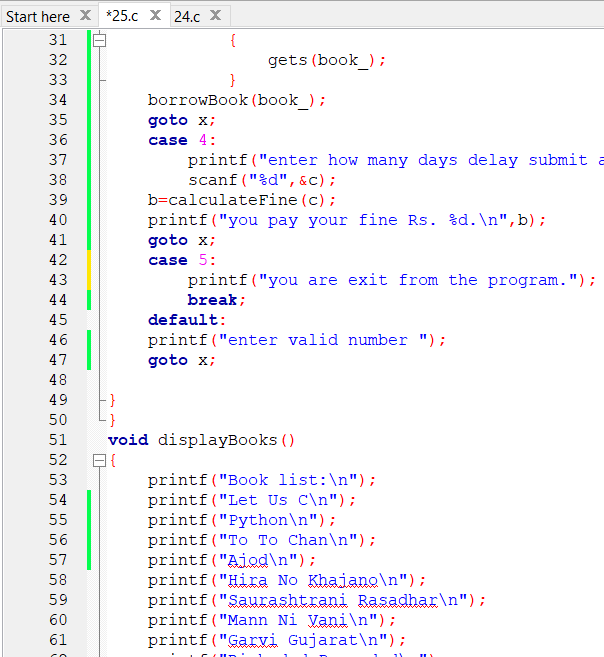 Start here *25.c 24.c
31 {
32 gets(book_);
33 }
34 borrowBook(book_);
35 goto x;
36 case 4:
37 printf("enter how many days delay submit a
38 scanf("%d",&c);
39 b=calculateFine(c);
40 printf("you pay your fine Rs. %d.\n",b);
41 goto x;
42 case 5:
43 printf("you are exit from the program.");
44 break;
45 default:
46 printf("enter valid number ");
47 goto x;
48
49 }
50 }
51 void displayBooks()
52 {
53 printf("Book list:\n");
54 printf("Let Us C\n");
55 printf("Python\n");
56 printf("To To Chan\n");
57 printf("Ajod\n");
58 printf("Hira No Khajano\n");
59 printf("Saurashtrani Rasadhar\n");
60 printf("Mann Ni Vani\n");
61 printf("Garvi Gujarat\n");